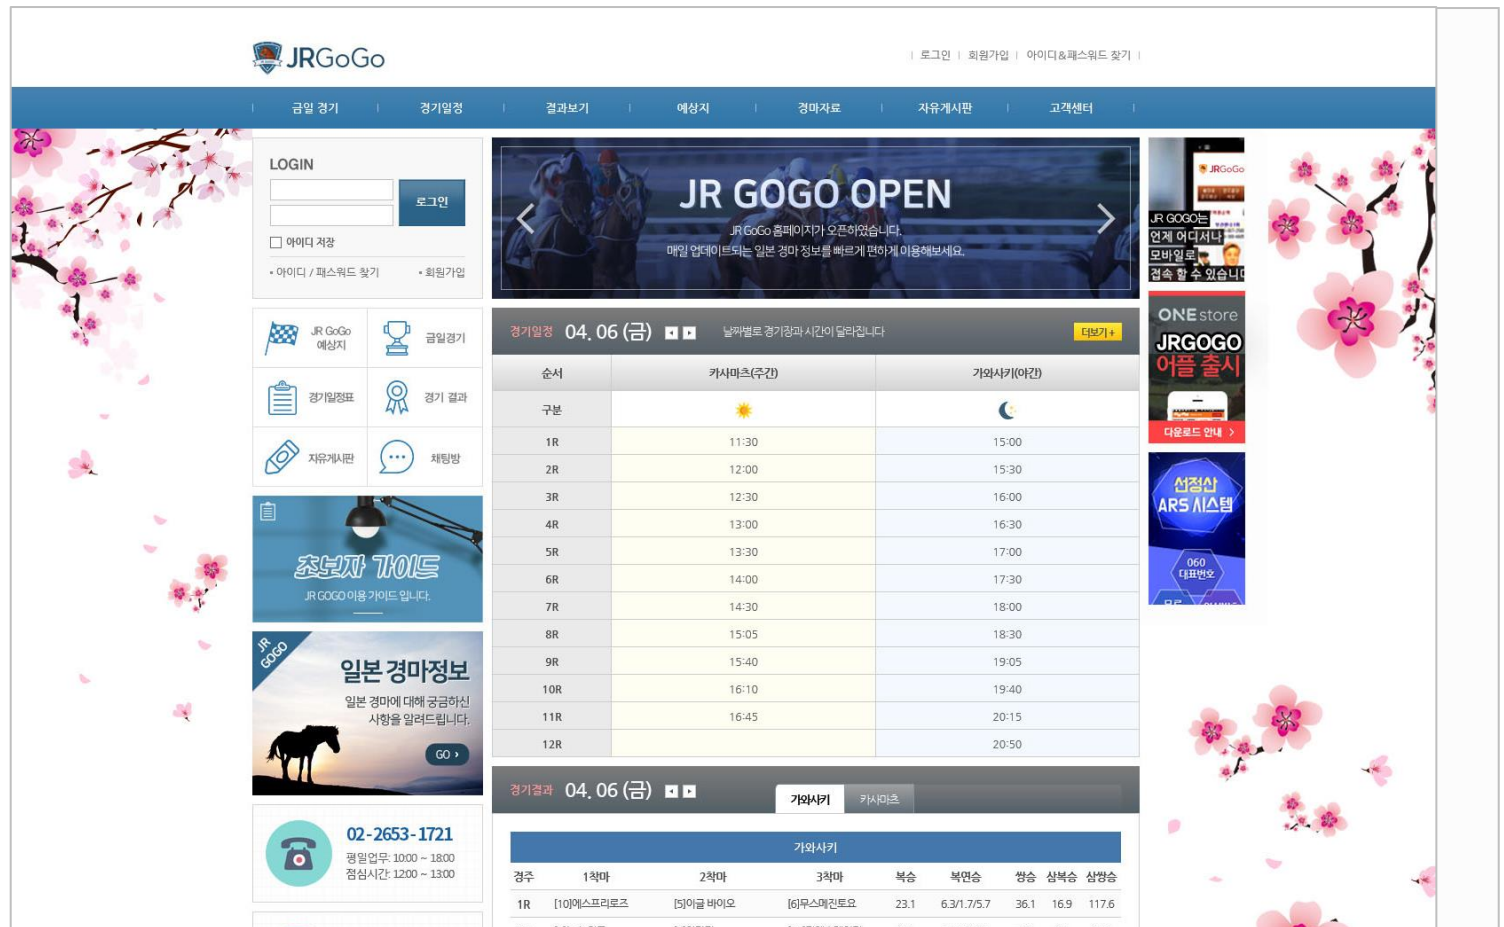 JRGoGo
로그인 | 회원가입 | 아이디&패스워드 찾기
금일 경기 경기일정 결과보기 예상지 경마자료 자유게시판 고객센터
LOGIN
로그인
아이디 저장
아이디 / 패스워드 찾기 회원가입
JR GoGo
예상지
금일경기
경기일정표
경기 결과
자유게시판
채팅방
초보자 가이드
JR GOGO 이용 가이드 입니다.
JR
GOGO
일본 경마정보
일본 경마에 대해 궁금하신
사항을 알려드립니다.
GO ›
02-2653-1721
평일업무: 10:00 ~ 18:00
점심시간: 12:00 ~ 13:00
JR GOGO OPEN
JR GoGo 홈페이지가 오픈하였습니다.
매일 업데이트되는 일본 경마 정보를 빠르게 편하게 이용해보세요.
경기일정 04. 06 (금) 날짜별로 경기장과 시간이 달라집니다 더보기 +
순서 카사마츠(주간) 가와사키(야간)
구분
1R 11:30 15:00
2R 12:00 15:30
3R 12:30 16:00
4R 13:00 16:30
5R 13:30 17:00
6R 14:00 17:30
7R 14:30 18:00
8R 15:05 18:30
9R 15:40 19:05
10R 16:10 19:40
11R 16:45 20:15
12R 20:50
경기결과 04. 06 (금) 가와사키 카사마츠
가와사키
경주 1착마 2착마 3착마 복승 복연승 쌍승 삼복승 삼쌍승
1R [10]에스프리로즈 [5]이글 바이오 [6]무스메진토요 23.1 6.3/1.7/5.7 36.1 16.9 117.6
JRGoGo
JR GOGO는
언제 어디서나
모바일로
접속 할 수 있습니다
ONE store
JRGOGO
어플 출시
다운로드 안내 >
선정산
ARS 시스템
060
대표번호